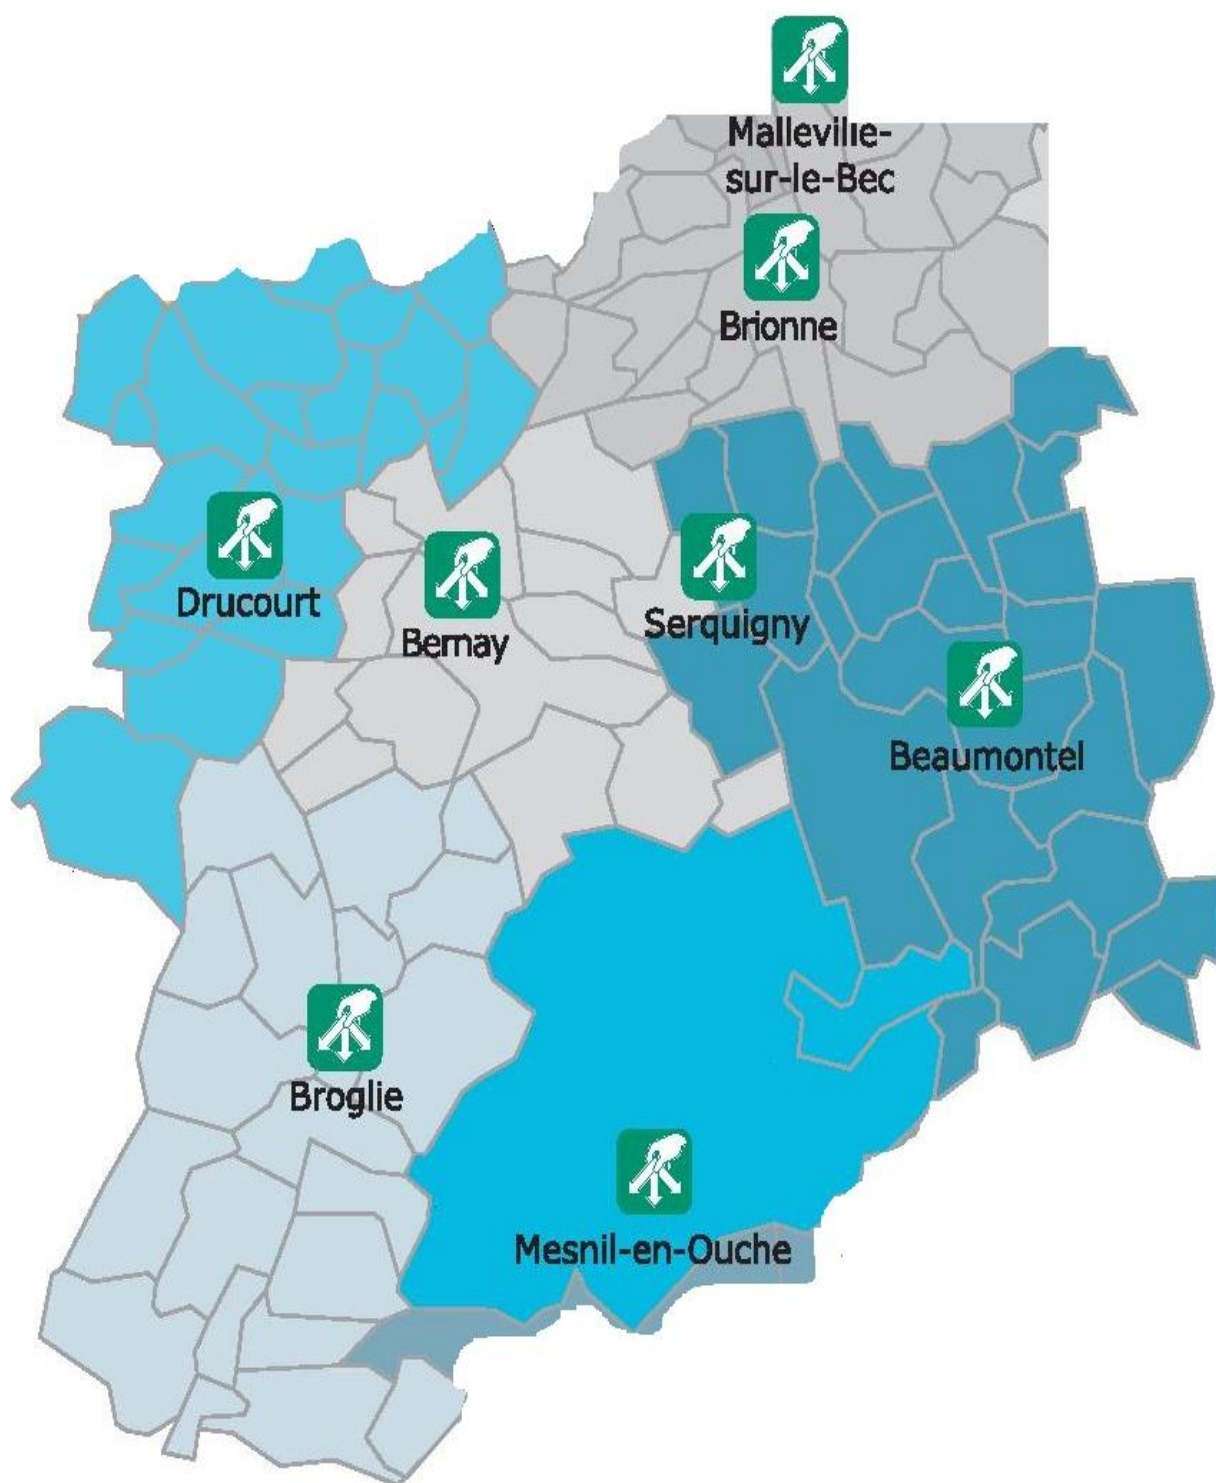 Malleville-
sur-le-Bec
Brionne
Drucourt
Bernay
Serquigny
Beaumontel
Broglie
Mesnil-en-Ouche